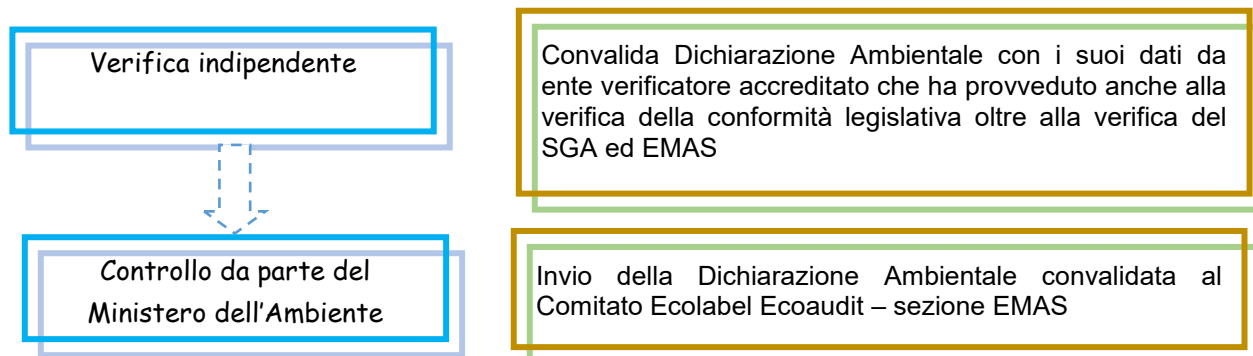 Verifica indipendente
Convalida Dichiarazione Ambientale con i suoi dati da
ente verificatore accreditato che ha provveduto anche alla
verifica della conformità legislativa oltre alla verifica del
SGA ed EMAS
Controllo da parte del
Ministero dell'Ambiente
Invio della Dichiarazione Ambientale convalidata al
Comitato Ecolabel Ecoaudit – sezione EMAS